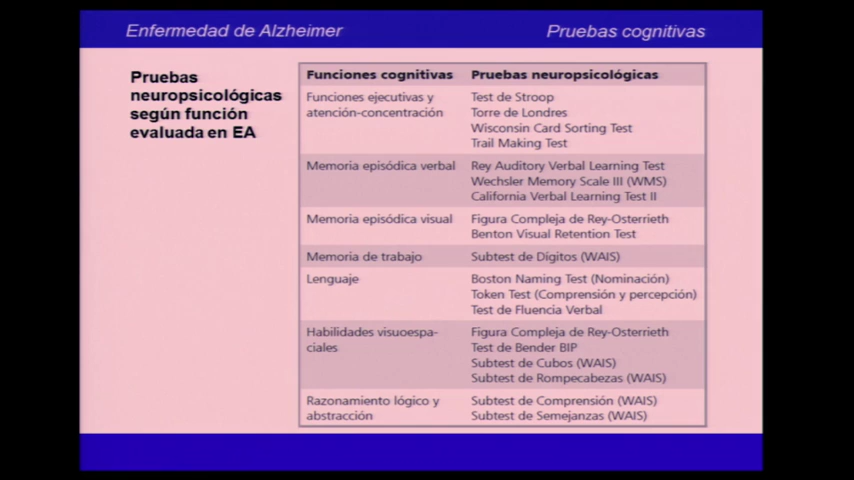 Enfermedad de Alzheimer
Pruebas cognitivas
Pruebas
neuropsicológicas
según función
evaluada en EA
Funciones cognitivas Pruebas neuropsicológicas
Funciones ejecutivas y Test de Stroop
atención-concentración Torre de Londres
Wisconsin Card Sorting Test
Trail Making Test
Memoria episódica verbal Rey Auditory Verbal Learning Test
Wechsler Memory Scale III (WMS)
California Verbal Learning Test II
Memoria episódica visual Figura Compleja de Rey-Osterrieth
Benton Visual Retention Test
Memoria de trabajo Subtest de Dígitos (WAIS)
Lenguaje Boston Naming Test (Nominación)
Token Test (Comprensión y percepción)
Test de Fluencia Verbal
Habilidades visuoespa- Figura Compleja de Rey-Osterrieth
ciales Test de Bender BIP
Subtest de Cubos (WAIS)
Subtest de Rompecabezas (WAIS)
Razonamiento lógico y Subtest de Comprensión (WAIS)
abstracción Subtest de Semejanzas (WAIS)